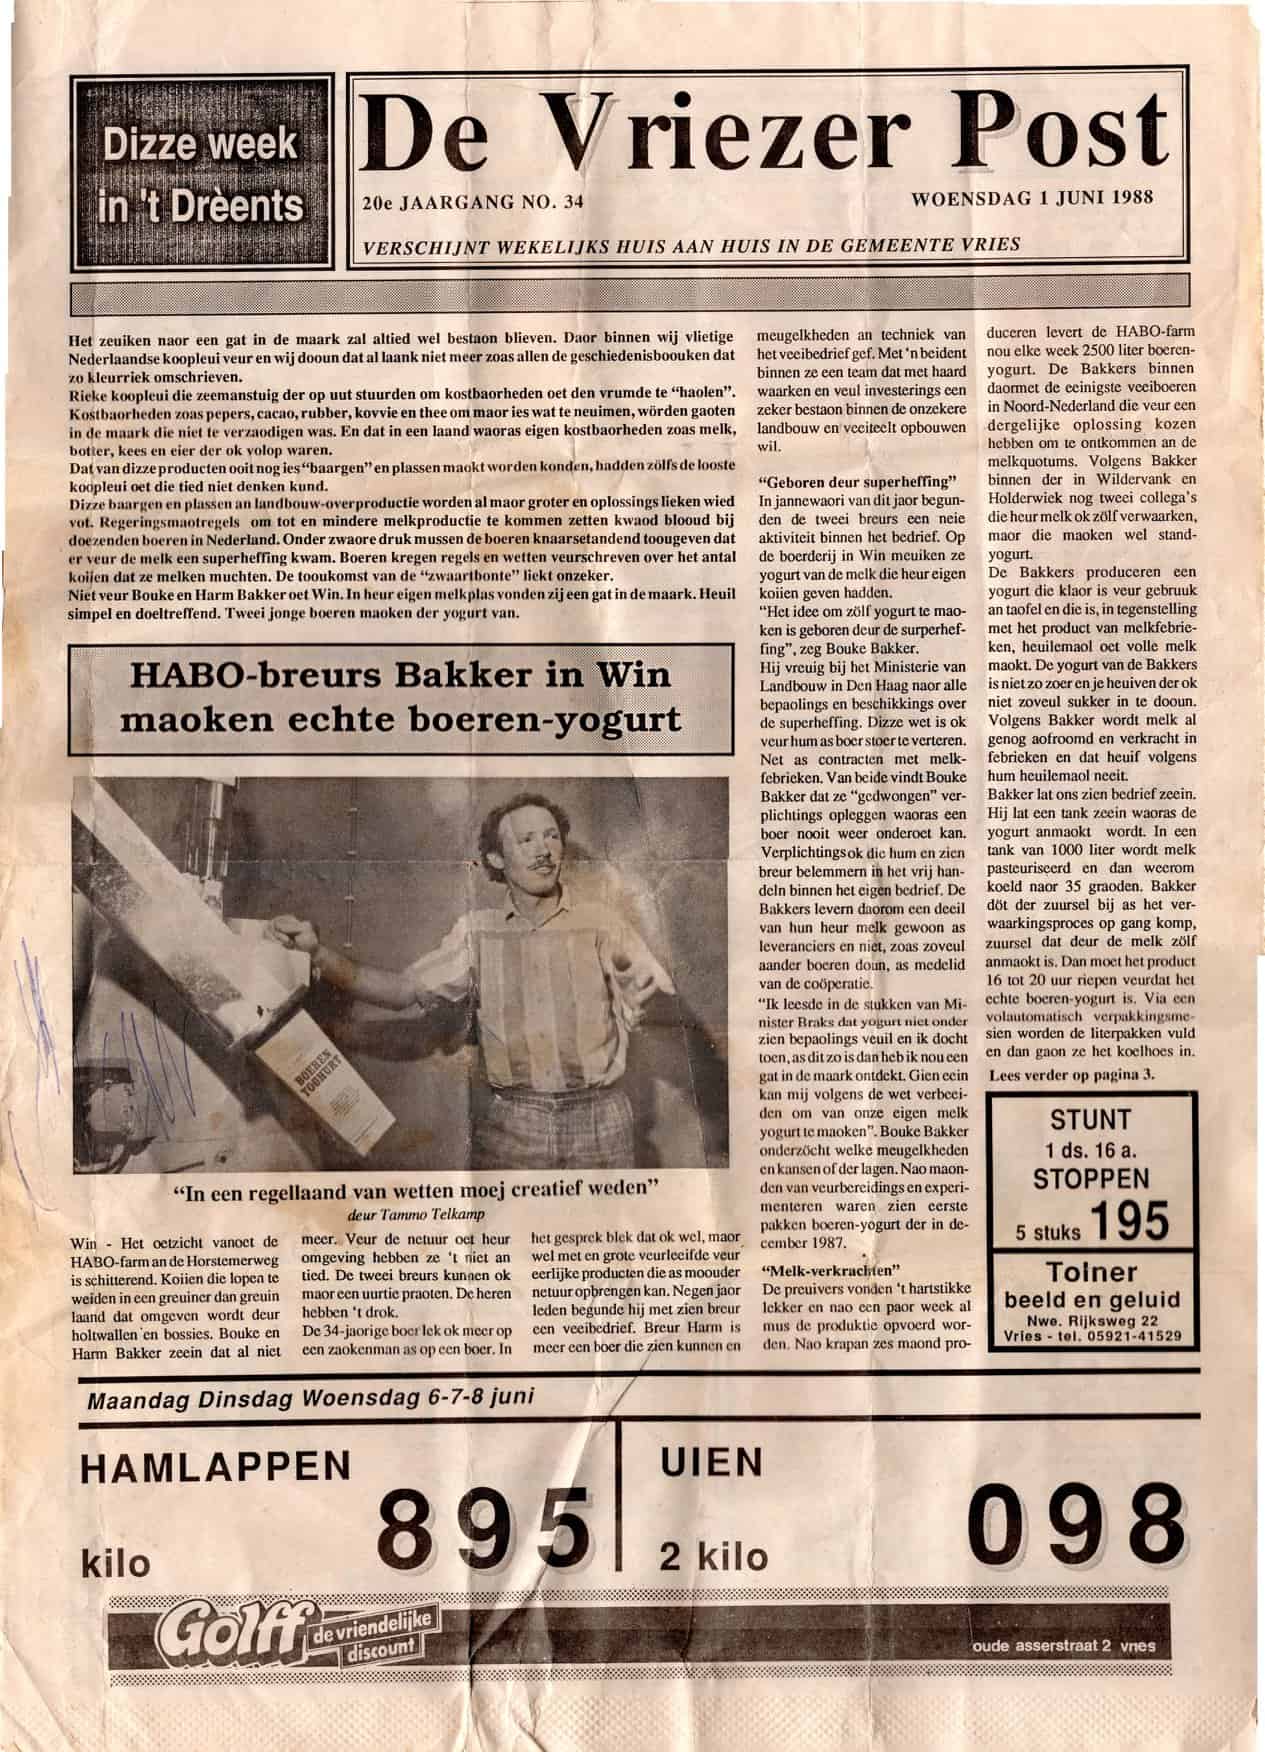 Dizze week
in 't Drèents
De Vriezer Post
20e JAARGANG NO. 34
WOENSDAG 1 JUNI 1988
VERSCHIJNT WEKELIJKS HUIS AAN HUIS IN DE GEMEENTE VRIES
Het zeuiken naor een gat in de maark zal altied wel bestaon blieven. Daor binnen wij vlietige
Nederlaandse koopleui veur en wij dooun dat al laank niet meer zoas allen de geschiedenisboouken dat
zo kleurriek omschrieven.
Rieke koopleui die zeemanstuig der op uut stuurden om kostbaorheden oet den vrumde te “haolen”.
Kostbaorheden zoas pepers, cacao, rubber, kovvie en thee om maor ies wat te neuimen, wörden gaoten
in de maark die niet te verzaodigen was. En dat in een laand waoras eigen kostbaorheden zoas melk,
botter, kees en eier der ok volop waren.
Dat van dizze producten ooit nog ies “baargen” en plassen maokt worden konden, hadden zölfs de looste
koopleui oet die tied niet denken kund.
Dizze baargen en plassen an landbouw-overproductie worden al maor groter en oplossings lieken wied
vot. Regeringsmaotregels om tot en mindere melkproductie te kommen zetten kwaod blooud bij
doezenden boeren in Nederland. Onder zwaore druk mussen de boeren knaarsetandend toougeven dat
er veur de melk een superheffing kwam. Boeren kregen regels en wetten veurschreven over het antal
koijen dat ze melken muchten. De tooukomst van de “zwaartbonte” liekt onzeker.
Niet veur Bouke en Harm Bakker oet Win. In heur eigen melkplas vonden zij een gat in de maark. Heuil
simpel en doeltreffend. Tweei jonge boeren maoken der yogurt van.
HABO-breurs Bakker in Win
maoken echte boeren-yogurt
BOEREN
YOGHURT
“In een regellaand van wetten moej creatief weden”
deur Tammo Telkamp
Win - Het oetzicht vanoet de
HABO-farm an de Horstemerweg
is schitterend. Koiien die lopen te
weiden in een greuiner dan greuin
laand dat omgeven wordt deur
holtwallen en bossies. Bouke en
Harm Bakker zeein dat al niet
meer. Veur de netuur oet heur
omgeving hebben ze 't niet an
tied. De tweei breurs kunnen ok
maor een uurtie praoten. De heren
hebben 't drok.
De 34-jaorige boer lek ok meer op
een zaokenman as op een boer. In
het gesprek blek dat ok wel, maor
wel met en grote veurleeifde veur
eerlijke producten die as moouder
netuur opbrengen kan. Negen jaor
leden begunde hij met zien breur
een veeibedrief. Breur Harm is
meer een boer die zien kunnen en
meugelkheden an techniek van
het veeibedrief gef. Met 'n beident
binnen ze een team dat met haard
waarken en veul investerings een
zeker bestaon binnen de onzekere
landbouw en veeiteelt opbouwen
wil.
“Geboren deur superheffing”
In jannewaori van dit jaor begun-
den de tweei breurs een neie
aktiviteit binnen het bedrief. Op
de boerderij in Win meuiken ze
yogurt van de melk die heur eigen
koiien geven hadden.
“Het idee om zölf yogurt te mao-
ken is geboren deur de surperhef-
fing”, zeg Bouke Bakker.
Hij vreuig bij het Ministerie van
Landbouw in Den Haag naor alle
bepaolings en beschikkings over
de superheffing. Dizze wet is ok
veur hum as boer stoer te verteren.
Net as contracten met melk-
febrieken. Van beide vindt Bouke
Bakker dat ze “gedwongen” ver-
plichtings opleggen waoras een
boer nooit weer onderoet kan.
Verplichtings ok die hum en zien
breur belemmern in het vrij han-
deln binnen het eigen bedrief. De
Bakkers levern daorom een deeil
van hun heur melk gewoon as
leveranciers en niet, zoas zoveul
aander boeren doun, as medelid
van de coöperatie.
“Ik leesde in de stukken van Mi-
nister Braks dat yogurt niet onder
zien bepaolings veuil en ik docht
toen, as dit zo is dan heb ik nou een
gat in de maark ontdekt. Gien eein
kan mij volgens de wet verbeei-
den om van onze eigen melk
yogurt te maoken”. Bouke Bakker
onderzöcht welke meugelkheden
en kansen of der lagen. Nao maon-
den van veurbereidings en experi-
menteren waren zien eerste
pakken boeren-yogurt der in de-
cember 1987.
“Melk-verkrachten”
De preuivers vonden 't hartstikke
lekker en nao een paor week al
mus de produktie opvoerd wor-
den. Nao krapan zes maond pro-
duceren levert de HABO-farm
nou elke week 2500 liter boeren-
yogurt. De Bakkers binnen
daormet de eeinigste veeiboeren
in Noord-Nederland die veur een
dergelijke oplossing kozen
hebben om te ontkommen an de
melkquotums. Volgens Bakker
binnen der in Wildervank en
Holderwiek nog tweei collega's
die heur melk ok zölf verwaarken,
maor die maoken wel stand-
yogurt.
De Bakkers produceren een
yogurt die klaor is veur gebruuk
an taofel en die is, in tegenstelling
met het product van melkfebrie-
ken, heuilemaol oet volle melk
maokt. De yogurt van de Bakkers
is niet zo zoer en je heuiven der ok
niet zoveul sukker in te dooun.
Volgens Bakker wordt melk al
genog aofroomd en verkracht in
febrieken en dat heuif volgens
hum heuilemaol neeit.
Bakker lat ons zien bedrief zeein.
Hij lat een tank zeein waoras de
yogurt anmaokt wordt. In een
tank van 1000 liter wordt melk
pasteuriseerd en dan weerom
koeld naor 35 graoden. Bakker
döt der zuursel bij as het ver-
waarkingsproces op gang komp,
zuursel dat deur de melk zölf
anmaokt is. Dan moet het product
16 tot 20 uur riepen veurdat het
echte boeren-yogurt is. Via een
volautomatisch verpakkingsme-
sien worden de literpakken vuld
en dan gaon ze het koelhoes in.
Lees verder op pagina 3.
STUNT
1 ds. 16 a.
STOPPEN
5 stuks 195
Tolner
beeld en geluid
Nwe. Rijksweg 22
Vries - tel. 05921-41529
Maandag Dinsdag Woensdag 6-7-8 juni
HAMLAPPEN
kilo 895
UIEN
2 kilo 098
Golff de vriendelijke
discount
oude asserstraat 2 vries